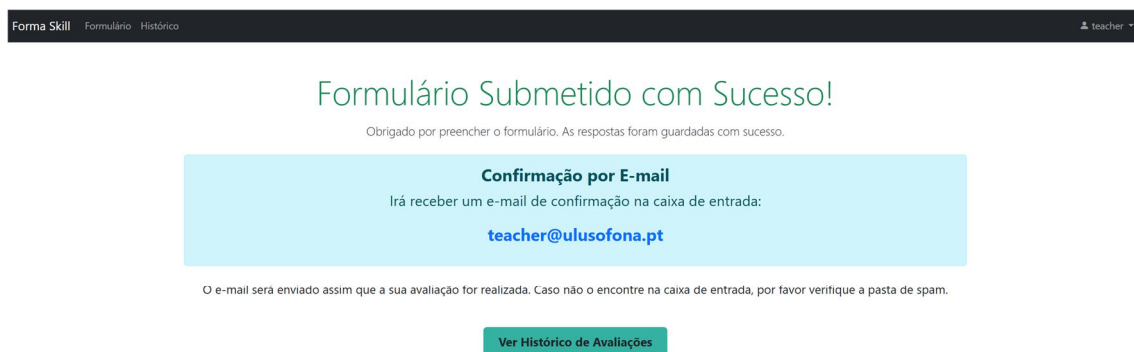 Forma Skill Formulário Histórico teacher
Formulário Submetido com Sucesso!
Obrigado por preencher o formulário. As respostas foram guardadas com sucesso.
Confirmação por E-mail
Irá receber um e-mail de confirmação na caixa de entrada:
teacher@ulusofona.pt
O e-mail será enviado assim que a sua avaliação for realizada. Caso não o encontre na caixa de entrada, por favor verifique a pasta de spam.
Ver Histórico de Avaliações